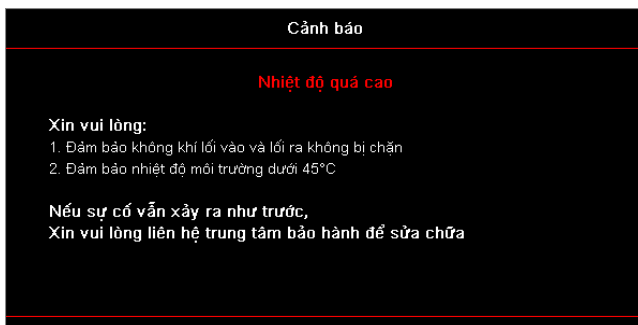 Cảnh báo
Nhiệt độ quá cao
Xin vui lòng:
1. Đảm bảo không khí lối vào và lối ra không bị chặn
2. Đảm bảo nhiệt độ môi trường dưới 45°C
Nếu sự cố vẫn xảy ra như trước,
Xin vui lòng liên hệ trung tâm bảo hành để sửa chữa